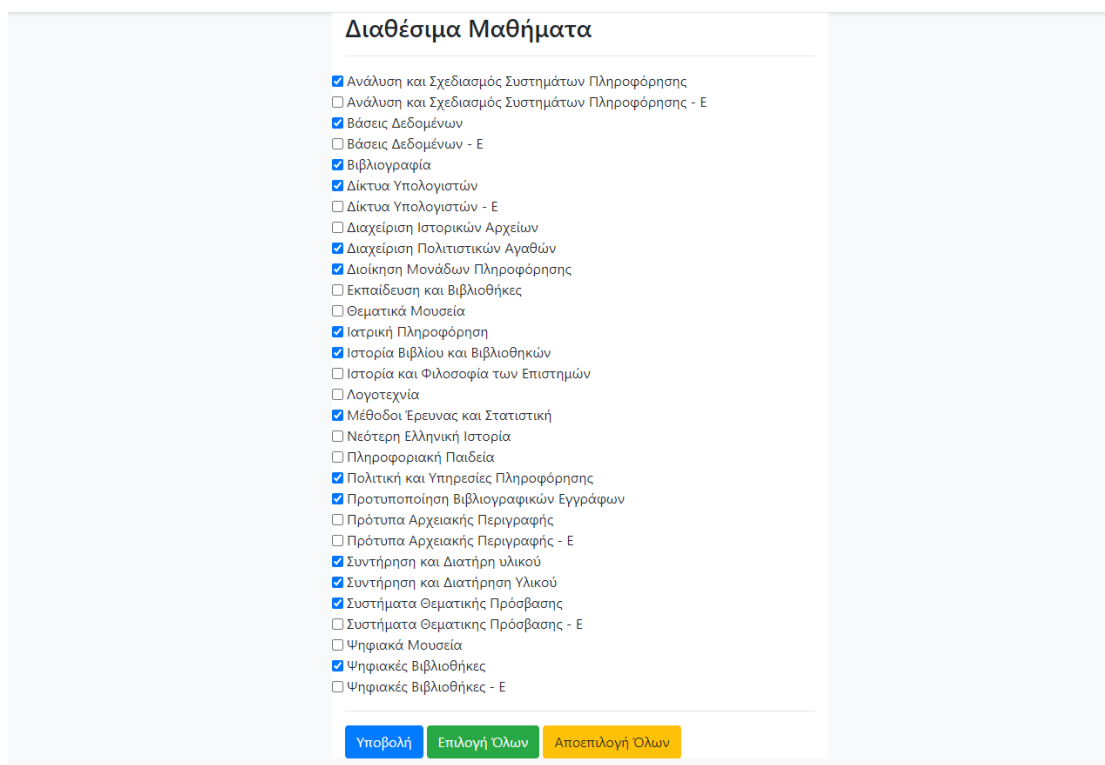 Διαθέσιμα Μαθήματα
Ανάλυση και Σχεδιασμός Συστημάτων Πληροφόρησης
Ανάλυση και Σχεδιασμός Συστημάτων Πληροφόρησης - Ε
Βάσεις Δεδομένων
Βάσεις Δεδομένων - Ε
Βιβλιογραφία
Δίκτυα Υπολογιστών
Δίκτυα Υπολογιστών - Ε
Διαχείριση Ιστορικών Αρχείων
Διαχείριση Πολιτιστικών Αγαθών
Διοίκηση Μονάδων Πληροφόρησης
Εκπαίδευση και Βιβλιοθήκες
Θεματικά Μουσεία
Ιατρική Πληροφόρηση
Ιστορία Βιβλίου και Βιβλιοθηκών
Ιστορία και Φιλοσοφία των Επιστημών
Λογοτεχνία
Μέθοδοι Έρευνας και Στατιστική
Νεότερη Ελληνική Ιστορία
Πληροφοριακή Παιδεία
Πολιτική και Υπηρεσίες Πληροφόρησης
Προτυποποίηση Βιβλιογραφικών Εγγράφων
Πρότυπα Αρχειακής Περιγραφής
Πρότυπα Αρχειακής Περιγραφής - Ε
Συντήρηση και Διατήρη υλικού
Συντήρηση και Διατήρηση Υλικού
Συστήματα Θεματικής Πρόσβασης
Συστήματα Θεματικης Πρόσβασης - Ε
Ψηφιακά Μουσεία
Ψηφιακές Βιβλιοθήκες
Ψηφιακές Βιβλιοθήκες - Ε
Υποβολή Επιλογή Όλων Αποεπιλογή Όλων